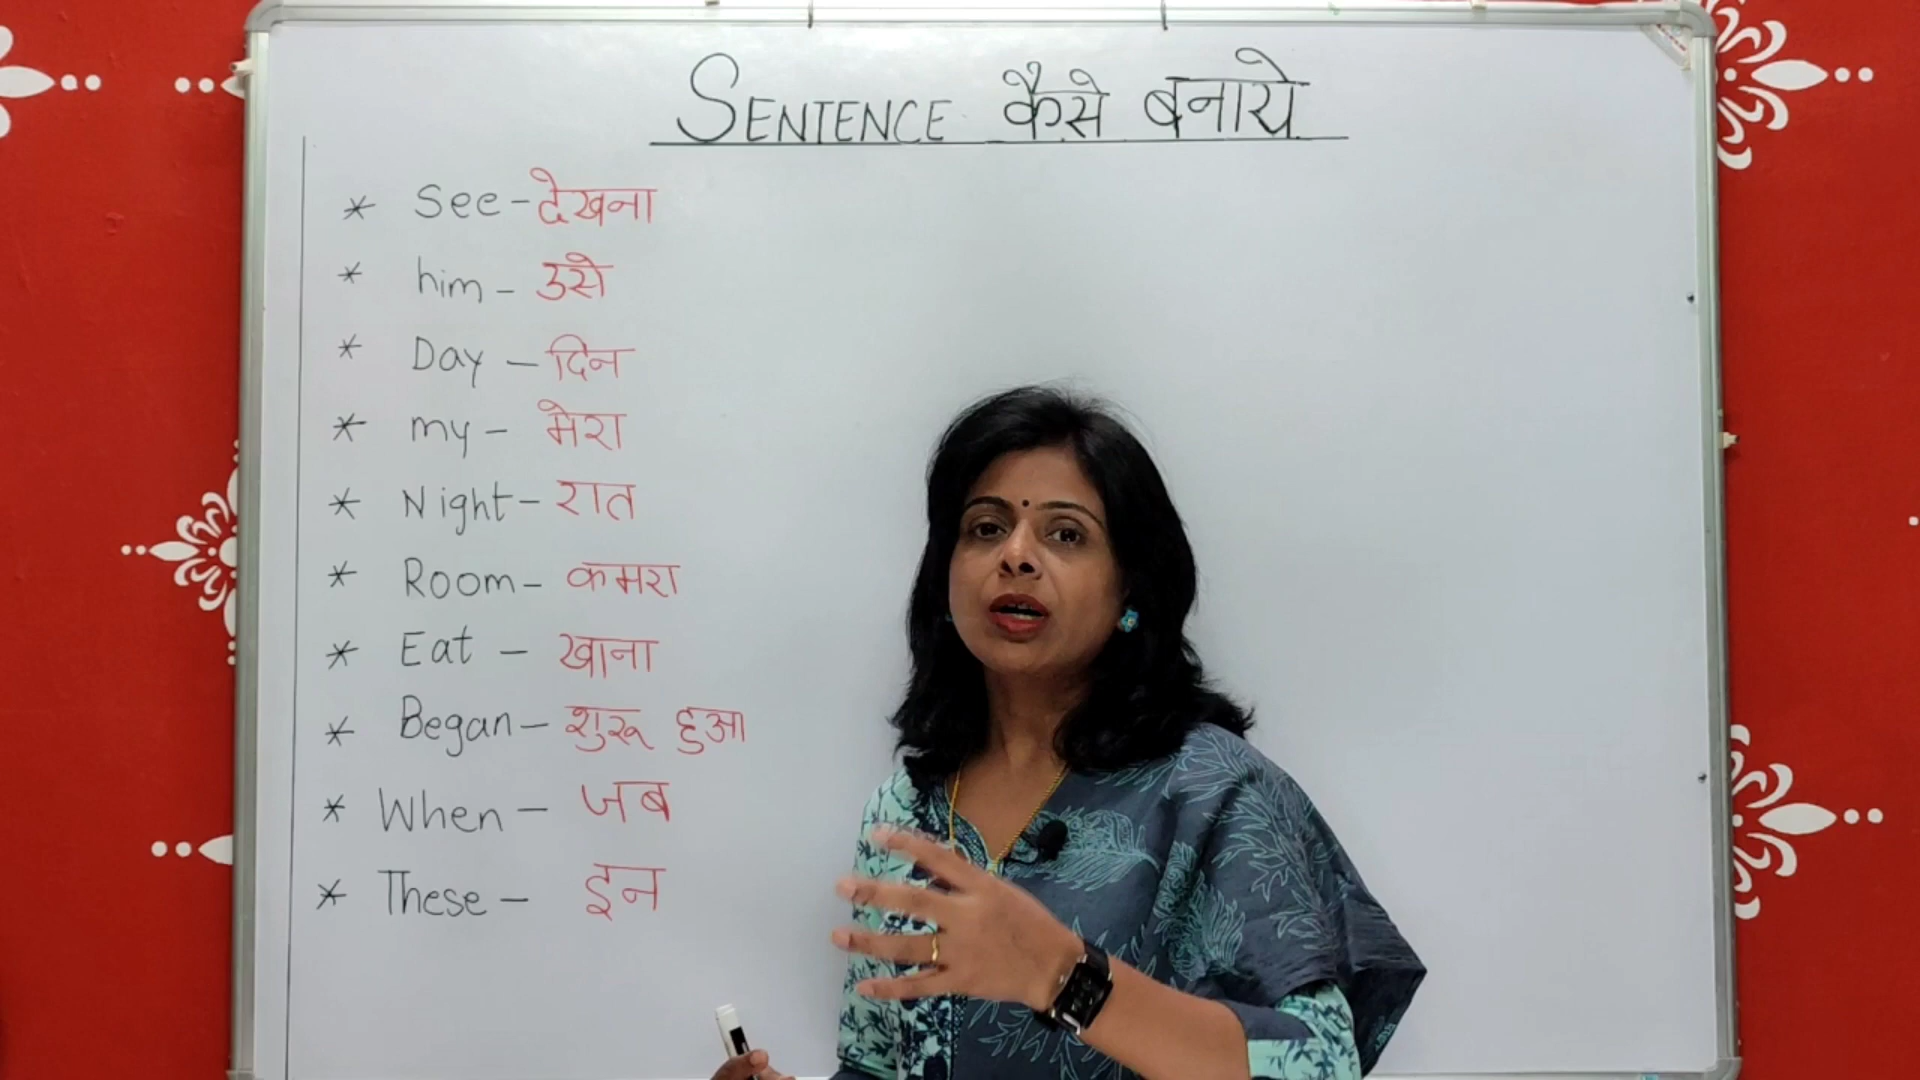 SENTENCE कैसे बनाये
* See - देखना
* him - उसे
* Day - दिन
* my - मेरा
* Night - रात
* Room - कमरा
* Eat - खाना
* Began - शुरू हुआ
* When - जब
* These - इन